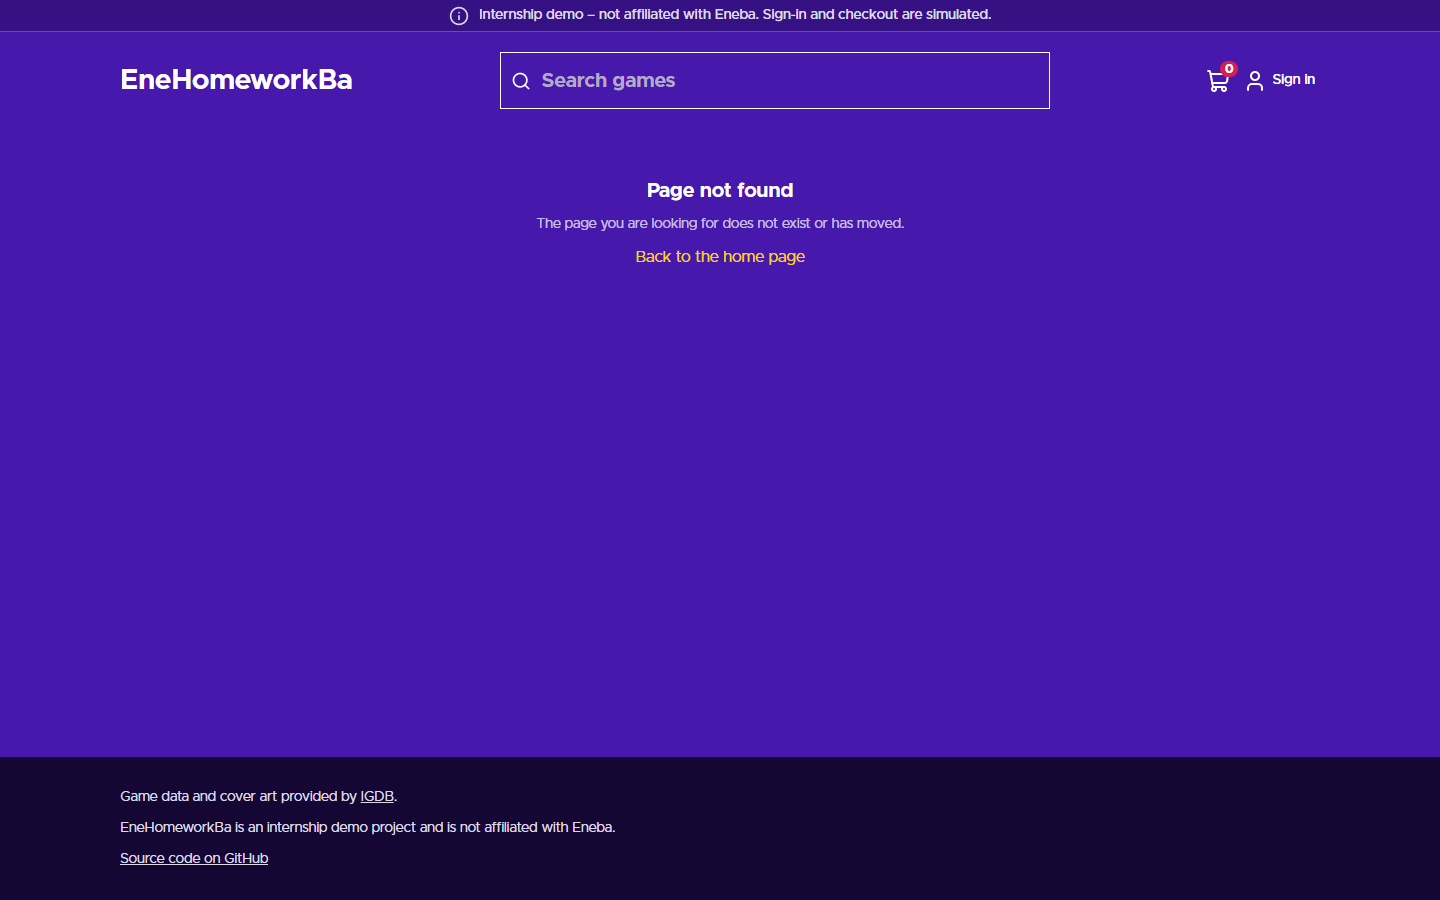 Internship demo – not affiliated with Eneba. Sign-in and checkout are simulated.
EneHomeworkBa
Search games
0
Sign in
Page not found
The page you are looking for does not exist or has moved.
Back to the home page
Game data and cover art provided by IGDB.
EneHomeworkBa is an internship demo project and is not affiliated with Eneba.
Source code on GitHub